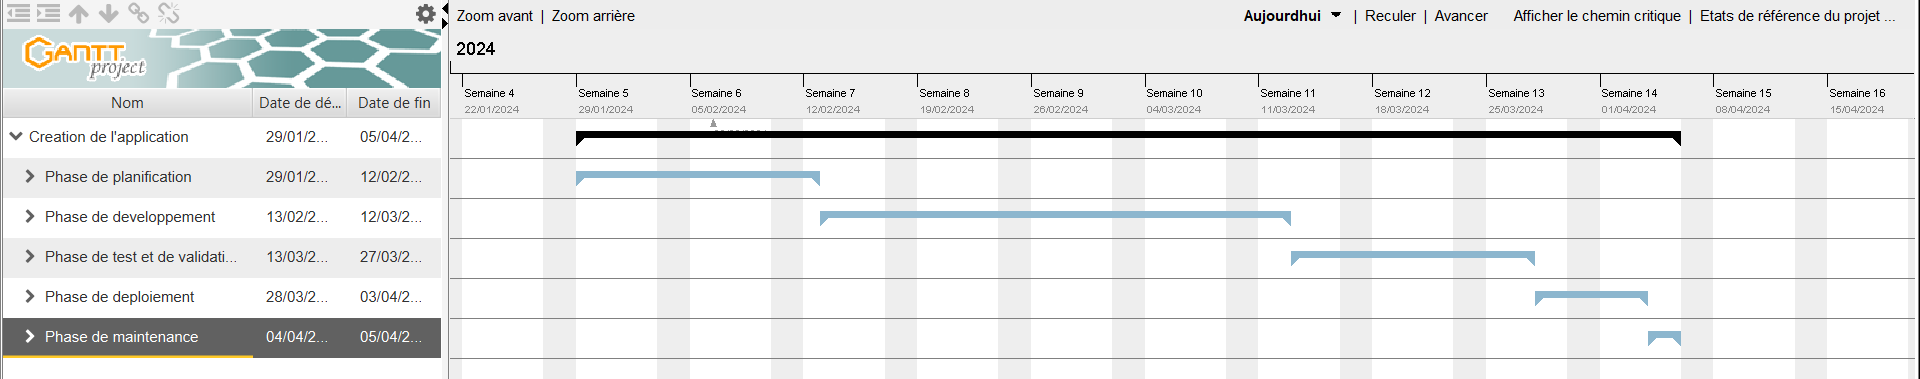 Zoom avant | Zoom arrière
Aujourdhui | Reculer | Avancer
Afficher le chemin critique | Etats de référence du projet ...
GANTT project
2024
Nom Date de dé... Date de fin
Semaine 4 Semaine 5 Semaine 6 Semaine 7 Semaine 8 Semaine 9 Semaine 10 Semaine 11 Semaine 12 Semaine 13 Semaine 14 Semaine 15 Semaine 16
22/01/2024 29/01/2024 05/02/2024 12/02/2024 19/02/2024 26/02/2024 04/03/2024 11/03/2024 18/03/2024 25/03/2024 01/04/2024 08/04/2024 15/04/2024
Creation de l'application 29/01/2... 05/04/2...
Phase de planification 29/01/2... 12/02/2...
Phase de developpement 13/02/2... 12/03/2...
Phase de test et de validati... 13/03/2... 27/03/2...
Phase de deploiement 28/03/2... 03/04/2...
Phase de maintenance 04/04/2... 05/04/2...